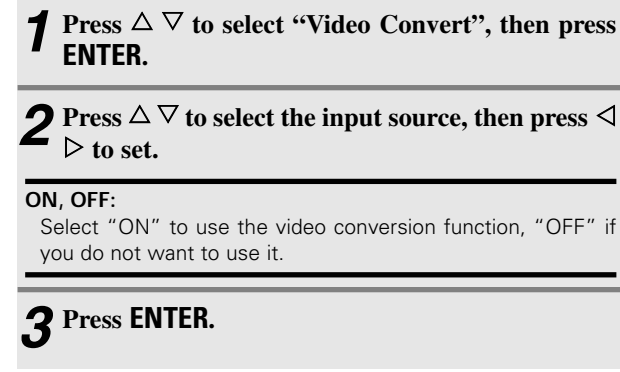 1 Press △ ▽ to select “Video Convert”, then press
ENTER.
2 Press △ ▽ to select the input source, then press ◁
▷ to set.
ON, OFF:
Select “ON” to use the video conversion function, “OFF” if
you do not want to use it.
3 Press ENTER.